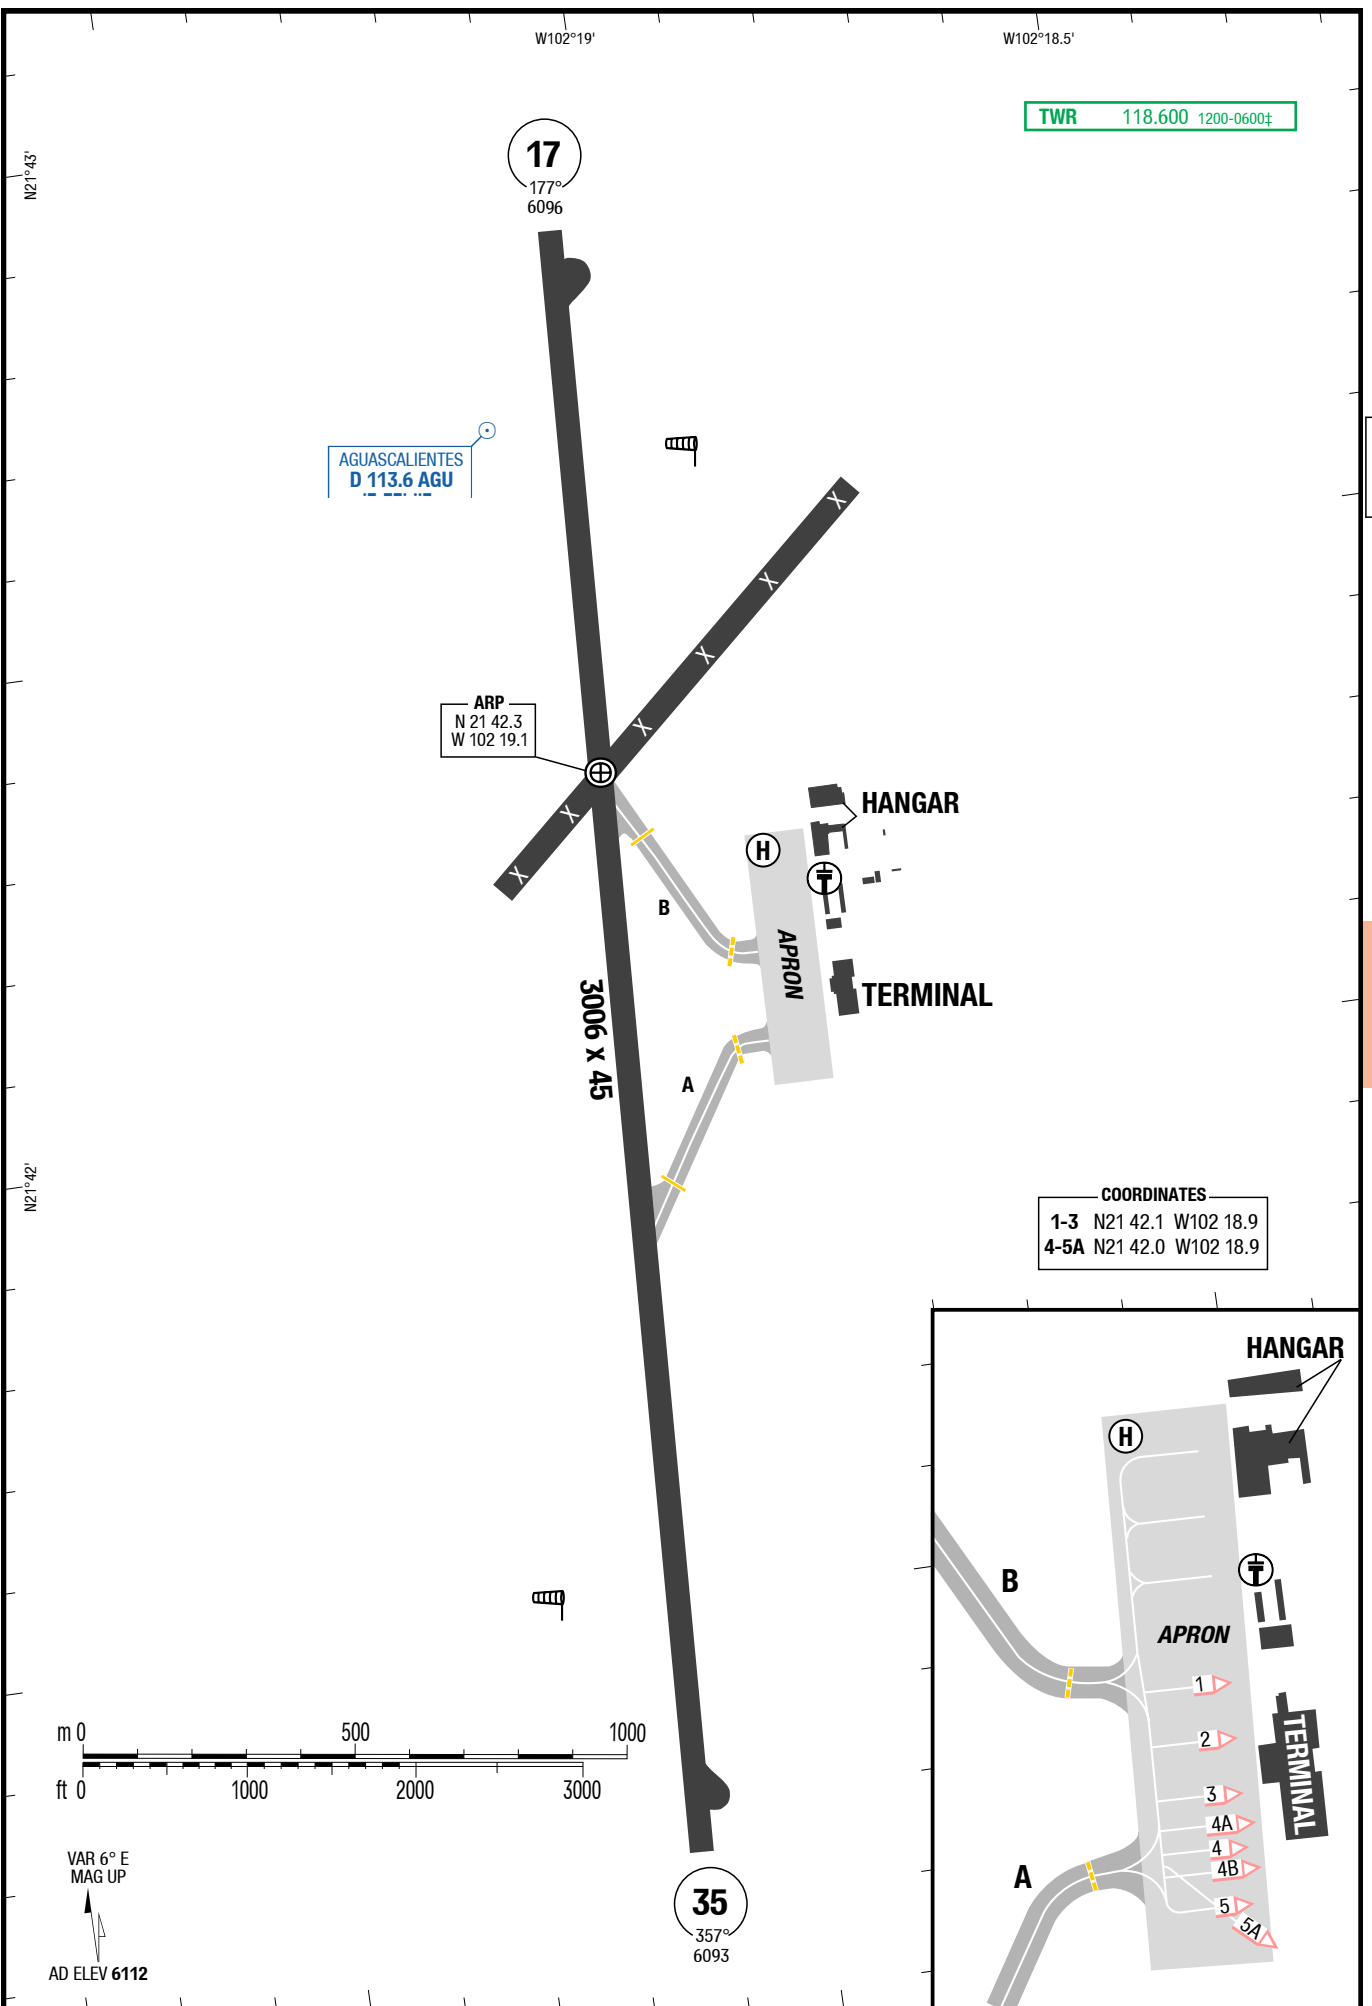 W102°19'
W102°18.5'
TWR 118.600 1200-0600‡
N21°43'
17
177°
6096
AGUASCALIENTES
D 113.6 AGU
X
X
X
X
X
X
ARP
N 21 42.3
W 102 19.1
HANGAR
H
B
APRON
TERMINAL
3006 x 45
A
N21°42'
COORDINATES
1-3 N21 42.1 W102 18.9
4-5A N21 42.0 W102 18.9
HANGAR
H
B
APRON
1
2
3
4A
4
4B
5
5A
TERMINAL
A
m 0 500 1000
ft 0 1000 2000 3000
VAR 6° E
MAG UP
AD ELEV 6112
35
357°
6093